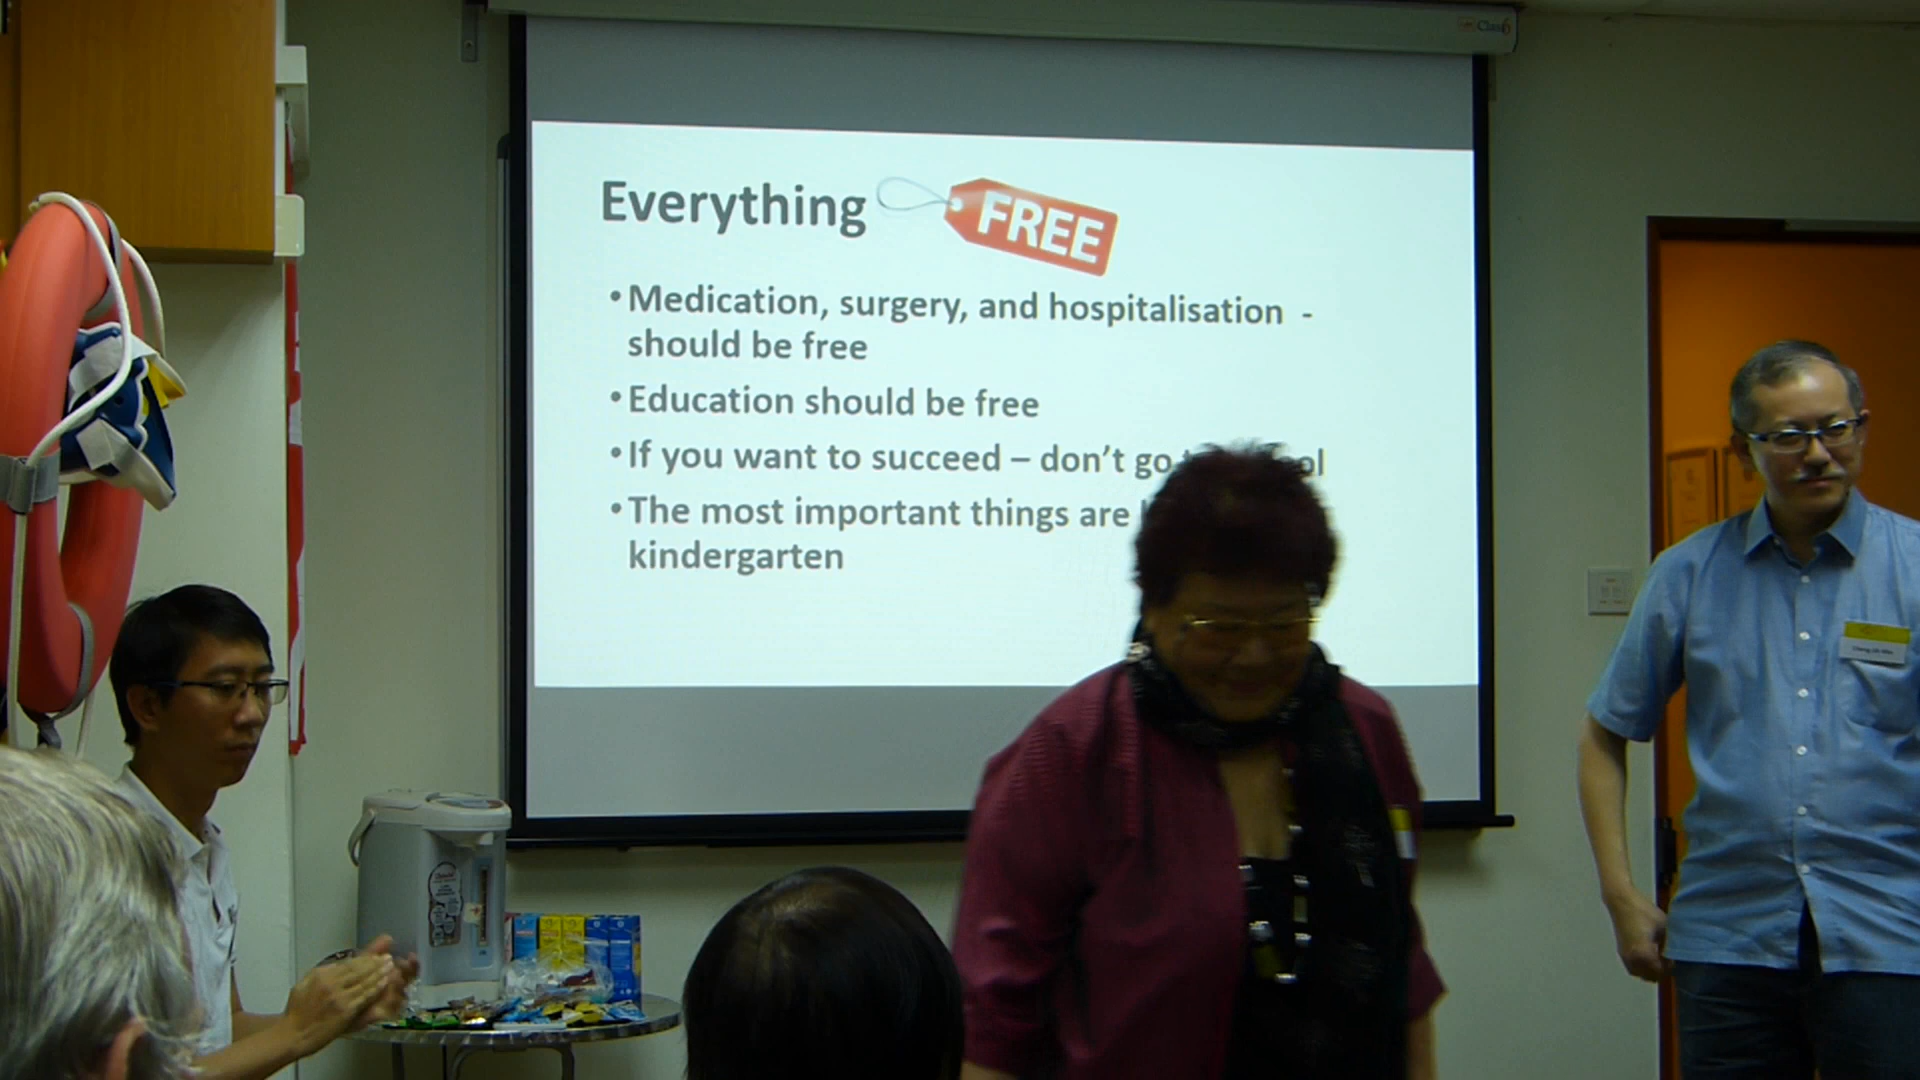 Everything FREE
• Medication, surgery, and hospitalisation -
should be free
• Education should be free
• If you want to succeed – don't go
• The most important things are
kindergarten